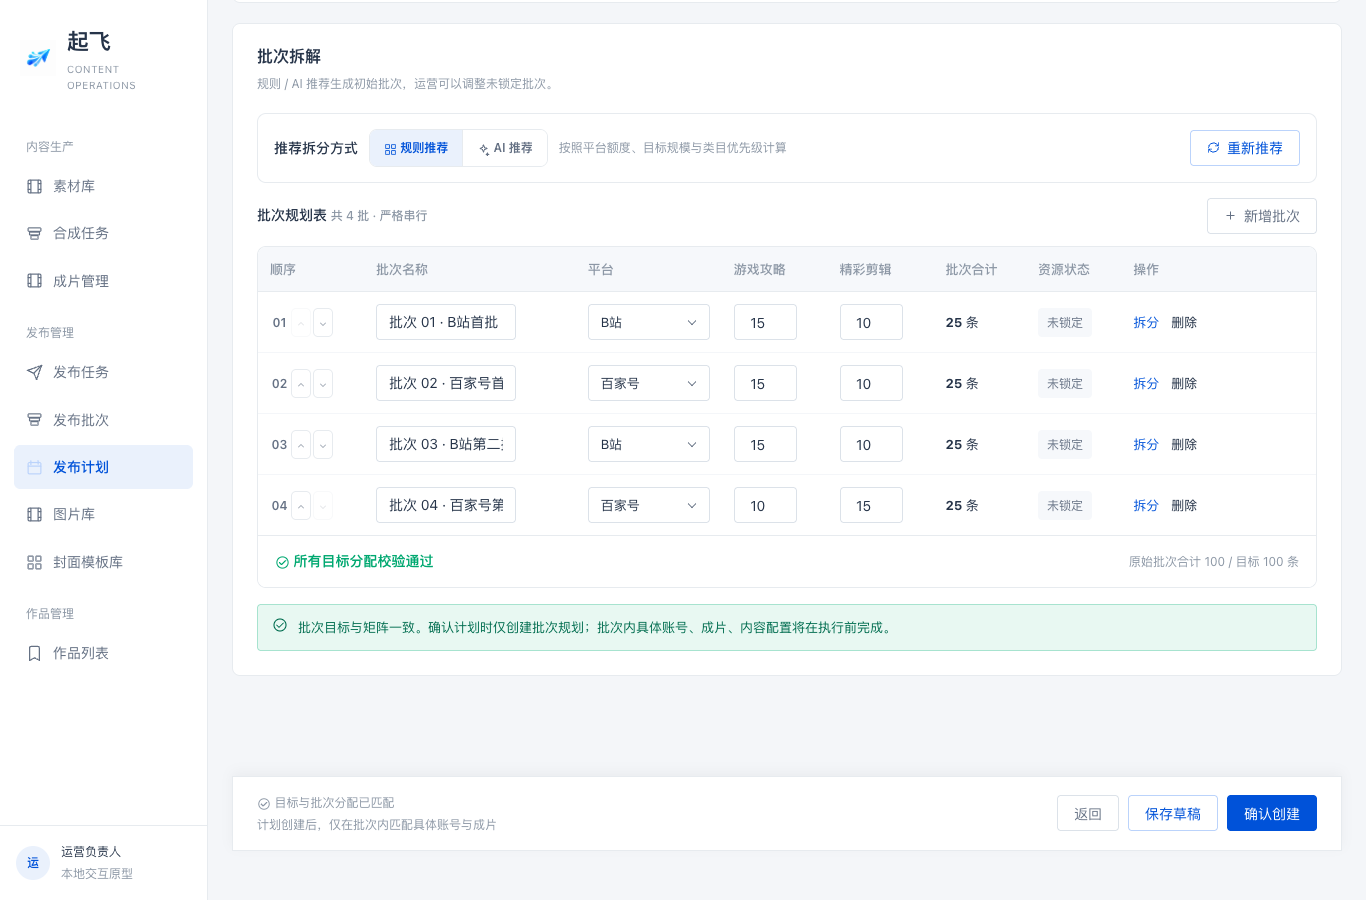 起飞
CONTENT
OPERATIONS
内容生产
素材库
合成任务
成片管理
发布管理
发布任务
发布批次
发布计划
图片库
封面模板库
作品管理
作品列表
运
运营负责人
本地交互原型
批次拆解
规则 / AI 推荐生成初始批次，运营可以调整未锁定批次。
推荐拆分方式 规则推荐 AI 推荐 按照平台额度、目标规模与类目优先级计算 重新推荐
批次规划表 共 4 批 · 严格串行 + 新增批次
顺序 批次名称 平台 游戏攻略 精彩剪辑 批次合计 资源状态 操作
01 批次 01 · B站首批 B站 15 10 25 条 未锁定 拆分 删除
02 批次 02 · 百家号首 百家号 15 10 25 条 未锁定 拆分 删除
03 批次 03 · B站第二 B站 15 10 25 条 未锁定 拆分 删除
04 批次 04 · 百家号第 百家号 10 15 25 条 未锁定 拆分 删除
所有目标分配校验通过 原始批次合计 100 / 目标 100 条
批次目标与矩阵一致。确认计划时仅创建批次规划；批次内具体账号、成片、内容配置将在执行前完成。
目标与批次分配已匹配
计划创建后，仅在批次内匹配具体账号与成片
返回 保存草稿 确认创建